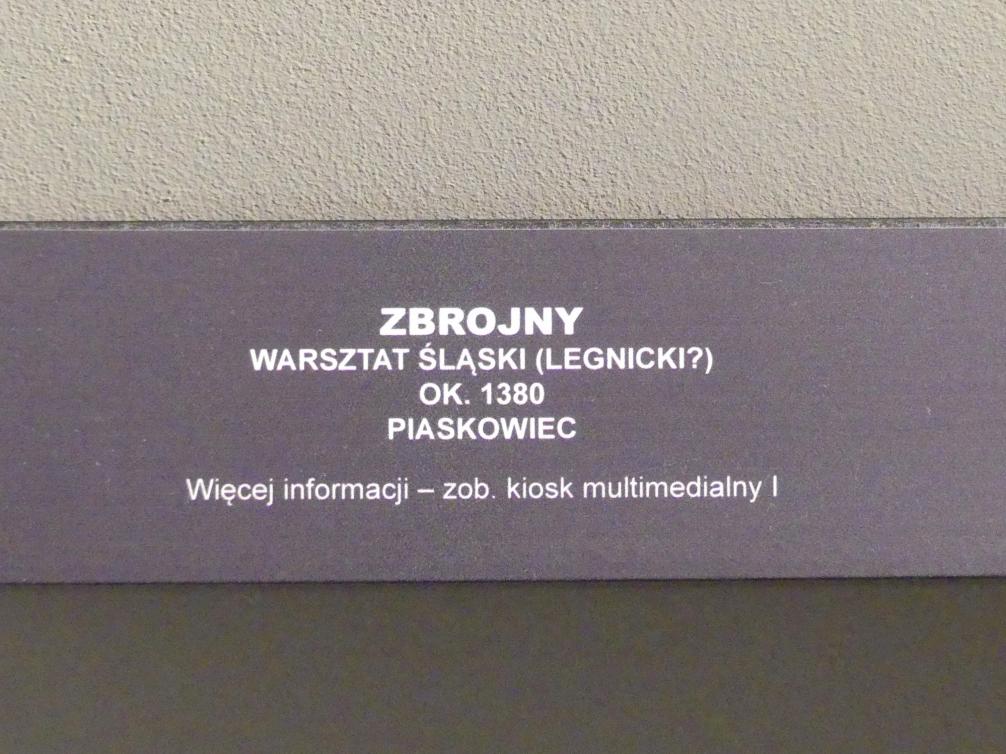 ZBROJNY
WARSZTAT ŚLĄSKI (LEGNICKI?)
OK. 1380
PIASKOWIEC
Więcej informacji – zob. kiosk multimedialny I